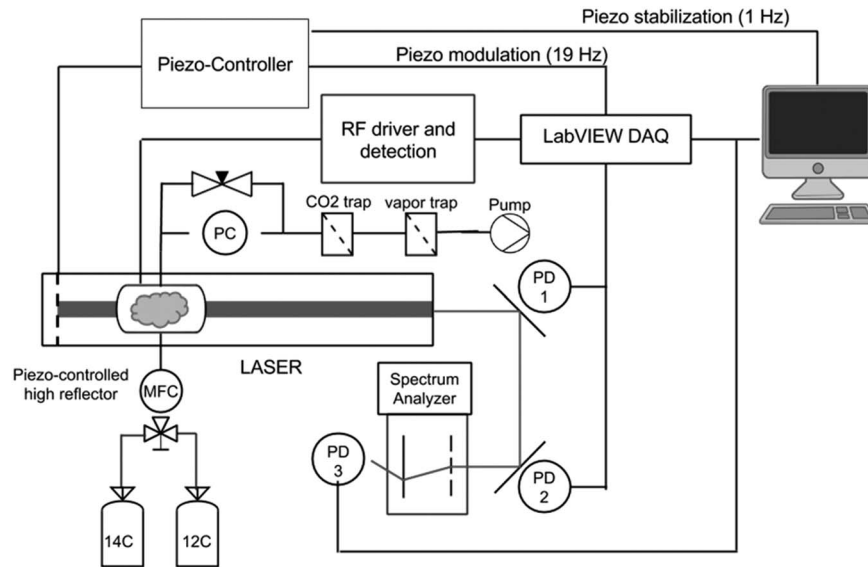 Piezo stabilization (1 Hz)
Piezo-Controller
Piezo modulation (19 Hz)
RF driver and
detection
LabVIEW DAQ
CO2 trap
vapor trap
Pump
PC
PD
1
LASER
Piezo-controlled
high reflector
MFC
Spectrum
Analyzer
PD
3
PD
2
14C
12C